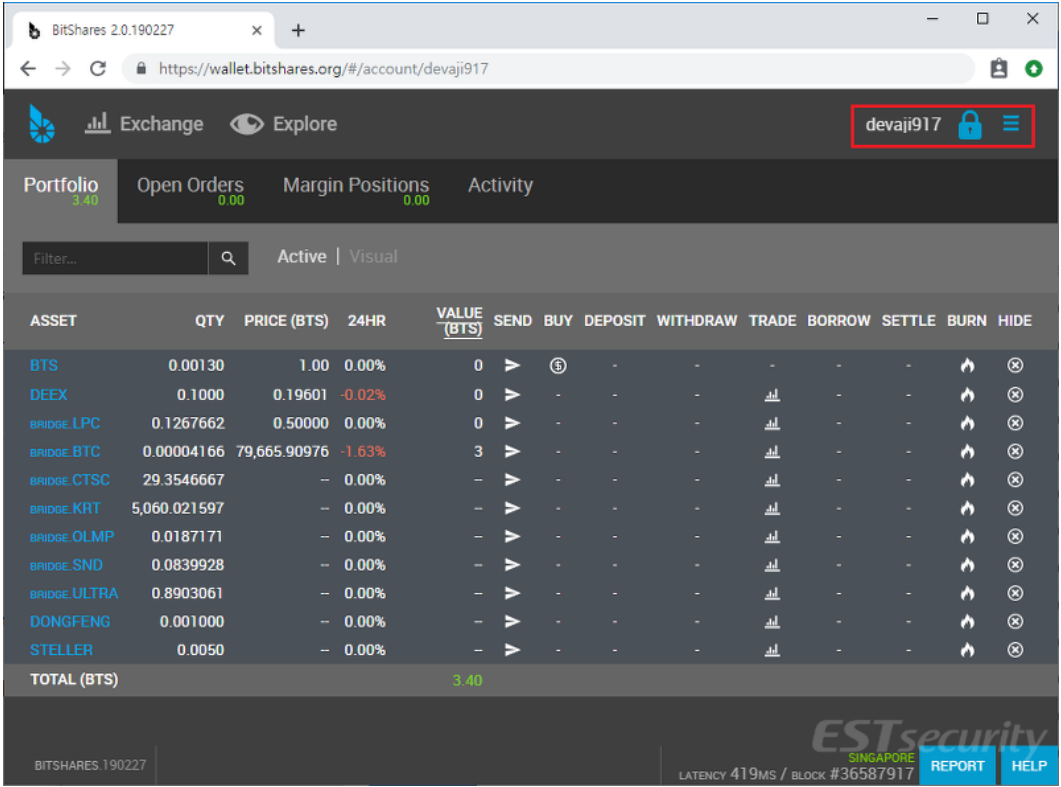 BitShares 2.0.190227
https://wallet.bitshares.org/#/account/devaji917
Exchange Explore devaji917
Portfolio Open Orders Margin Positions Activity
3.40 0.00 0.00
Filter... Active | Visual
ASSET QTY PRICE (BTS) 24HR VALUE (BTS) SEND BUY DEPOSIT WITHDRAW TRADE BORROW SETTLE BURN HIDE
BTS 0.00130 1.00 0.00% 0 - - - - -
DEEX 0.1000 0.19601 -0.02% 0 - - - - -
BRIDGE.LPC 0.1267662 0.50000 0.00% 0 - - - - -
BRIDGE.BTC 0.00004166 79,665.90976 -1.63% 3 - - - - -
BRIDGE.CTSC 29.3546667 -- 0.00% -- - - - - -
BRIDGE.KRT 5,060.021597 -- 0.00% -- - - - - -
BRIDGE.OLMP 0.0187171 -- 0.00% -- - - - - -
BRIDGE.SND 0.0839928 -- 0.00% -- - - - - -
BRIDGE.ULTRA 0.8903061 -- 0.00% -- - - - - -
DONGFENG 0.001000 -- 0.00% -- - - - - -
STELLER 0.0050 -- 0.00% -- - - - - -
TOTAL (BTS) 3.40
ESTsecurity
BITSHARES.190227
SINGAPORE
LATENCY 419MS / BLOCK #36587917
REPORT HELP